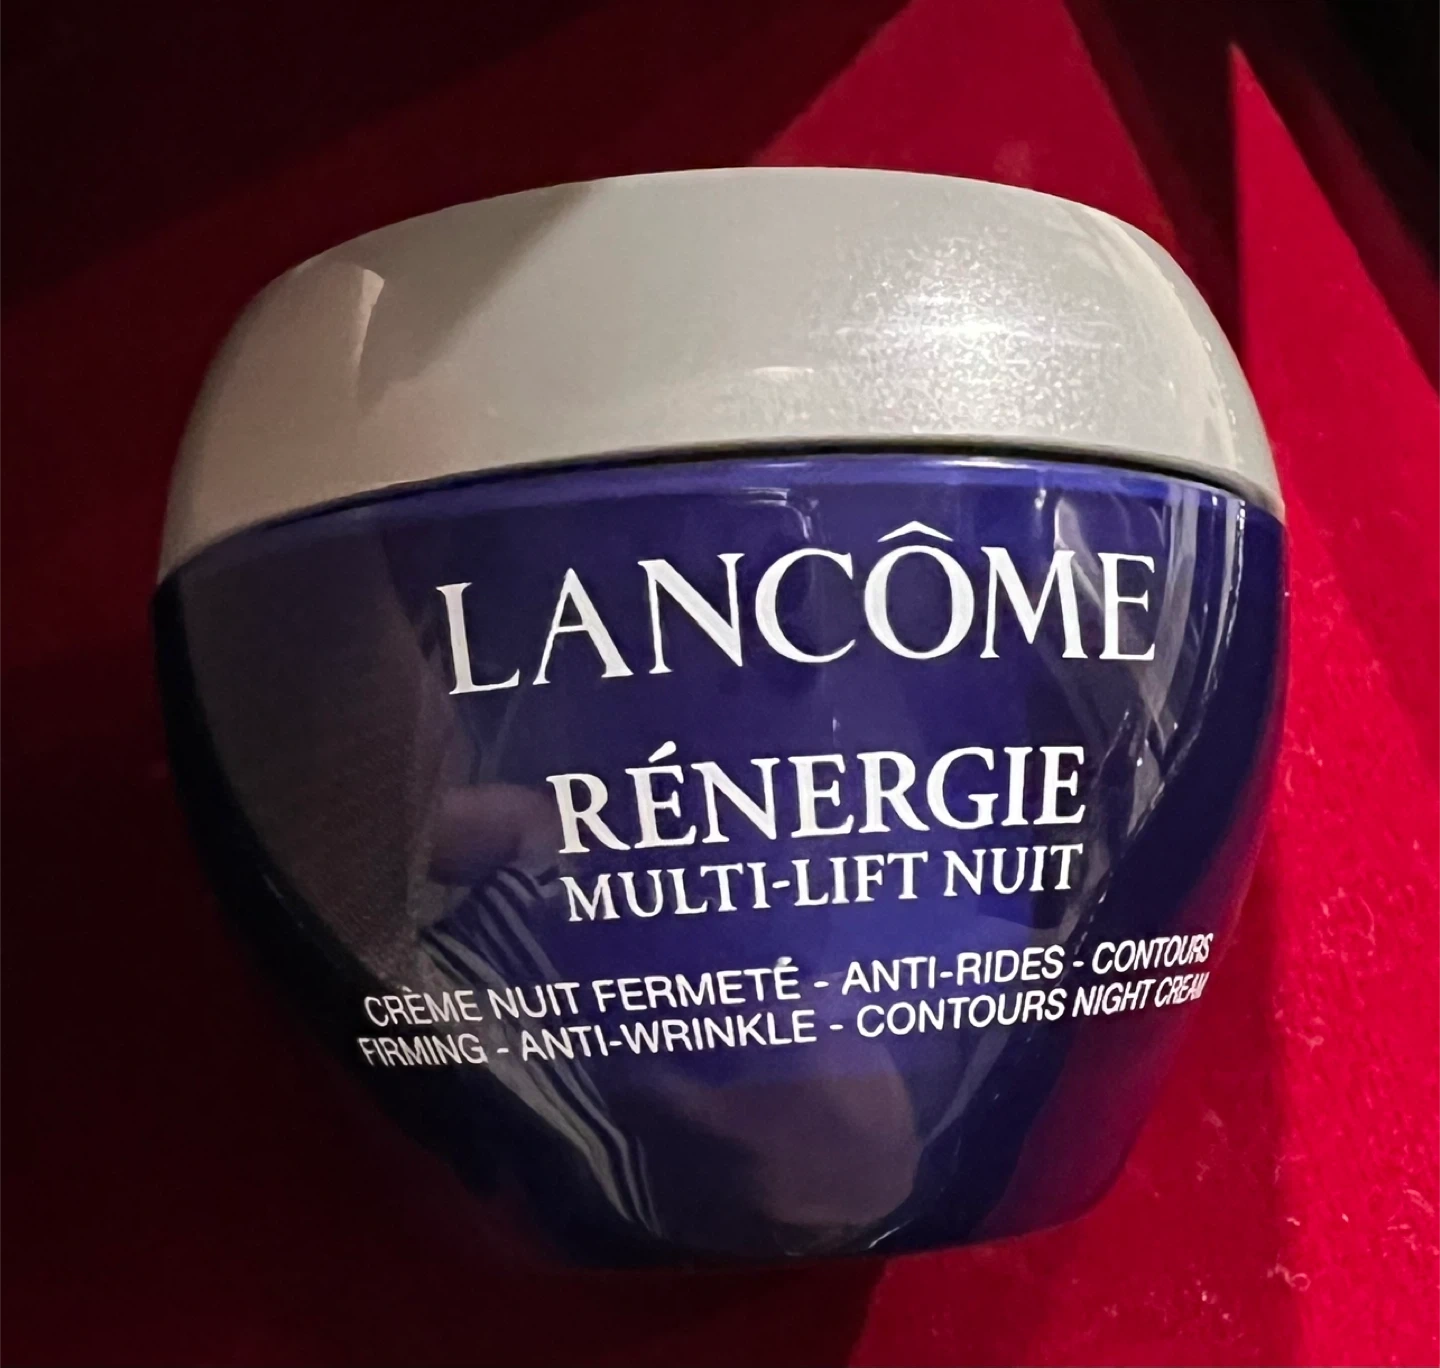 LANCÔME
RÉNERGIE
MULTI-LIFT NUIT
CRÈME NUIT FERMETÉ - ANTI-RIDES - CONTOURS
FIRMING - ANTI-WRINKLE - CONTOURS NIGHT CREAM